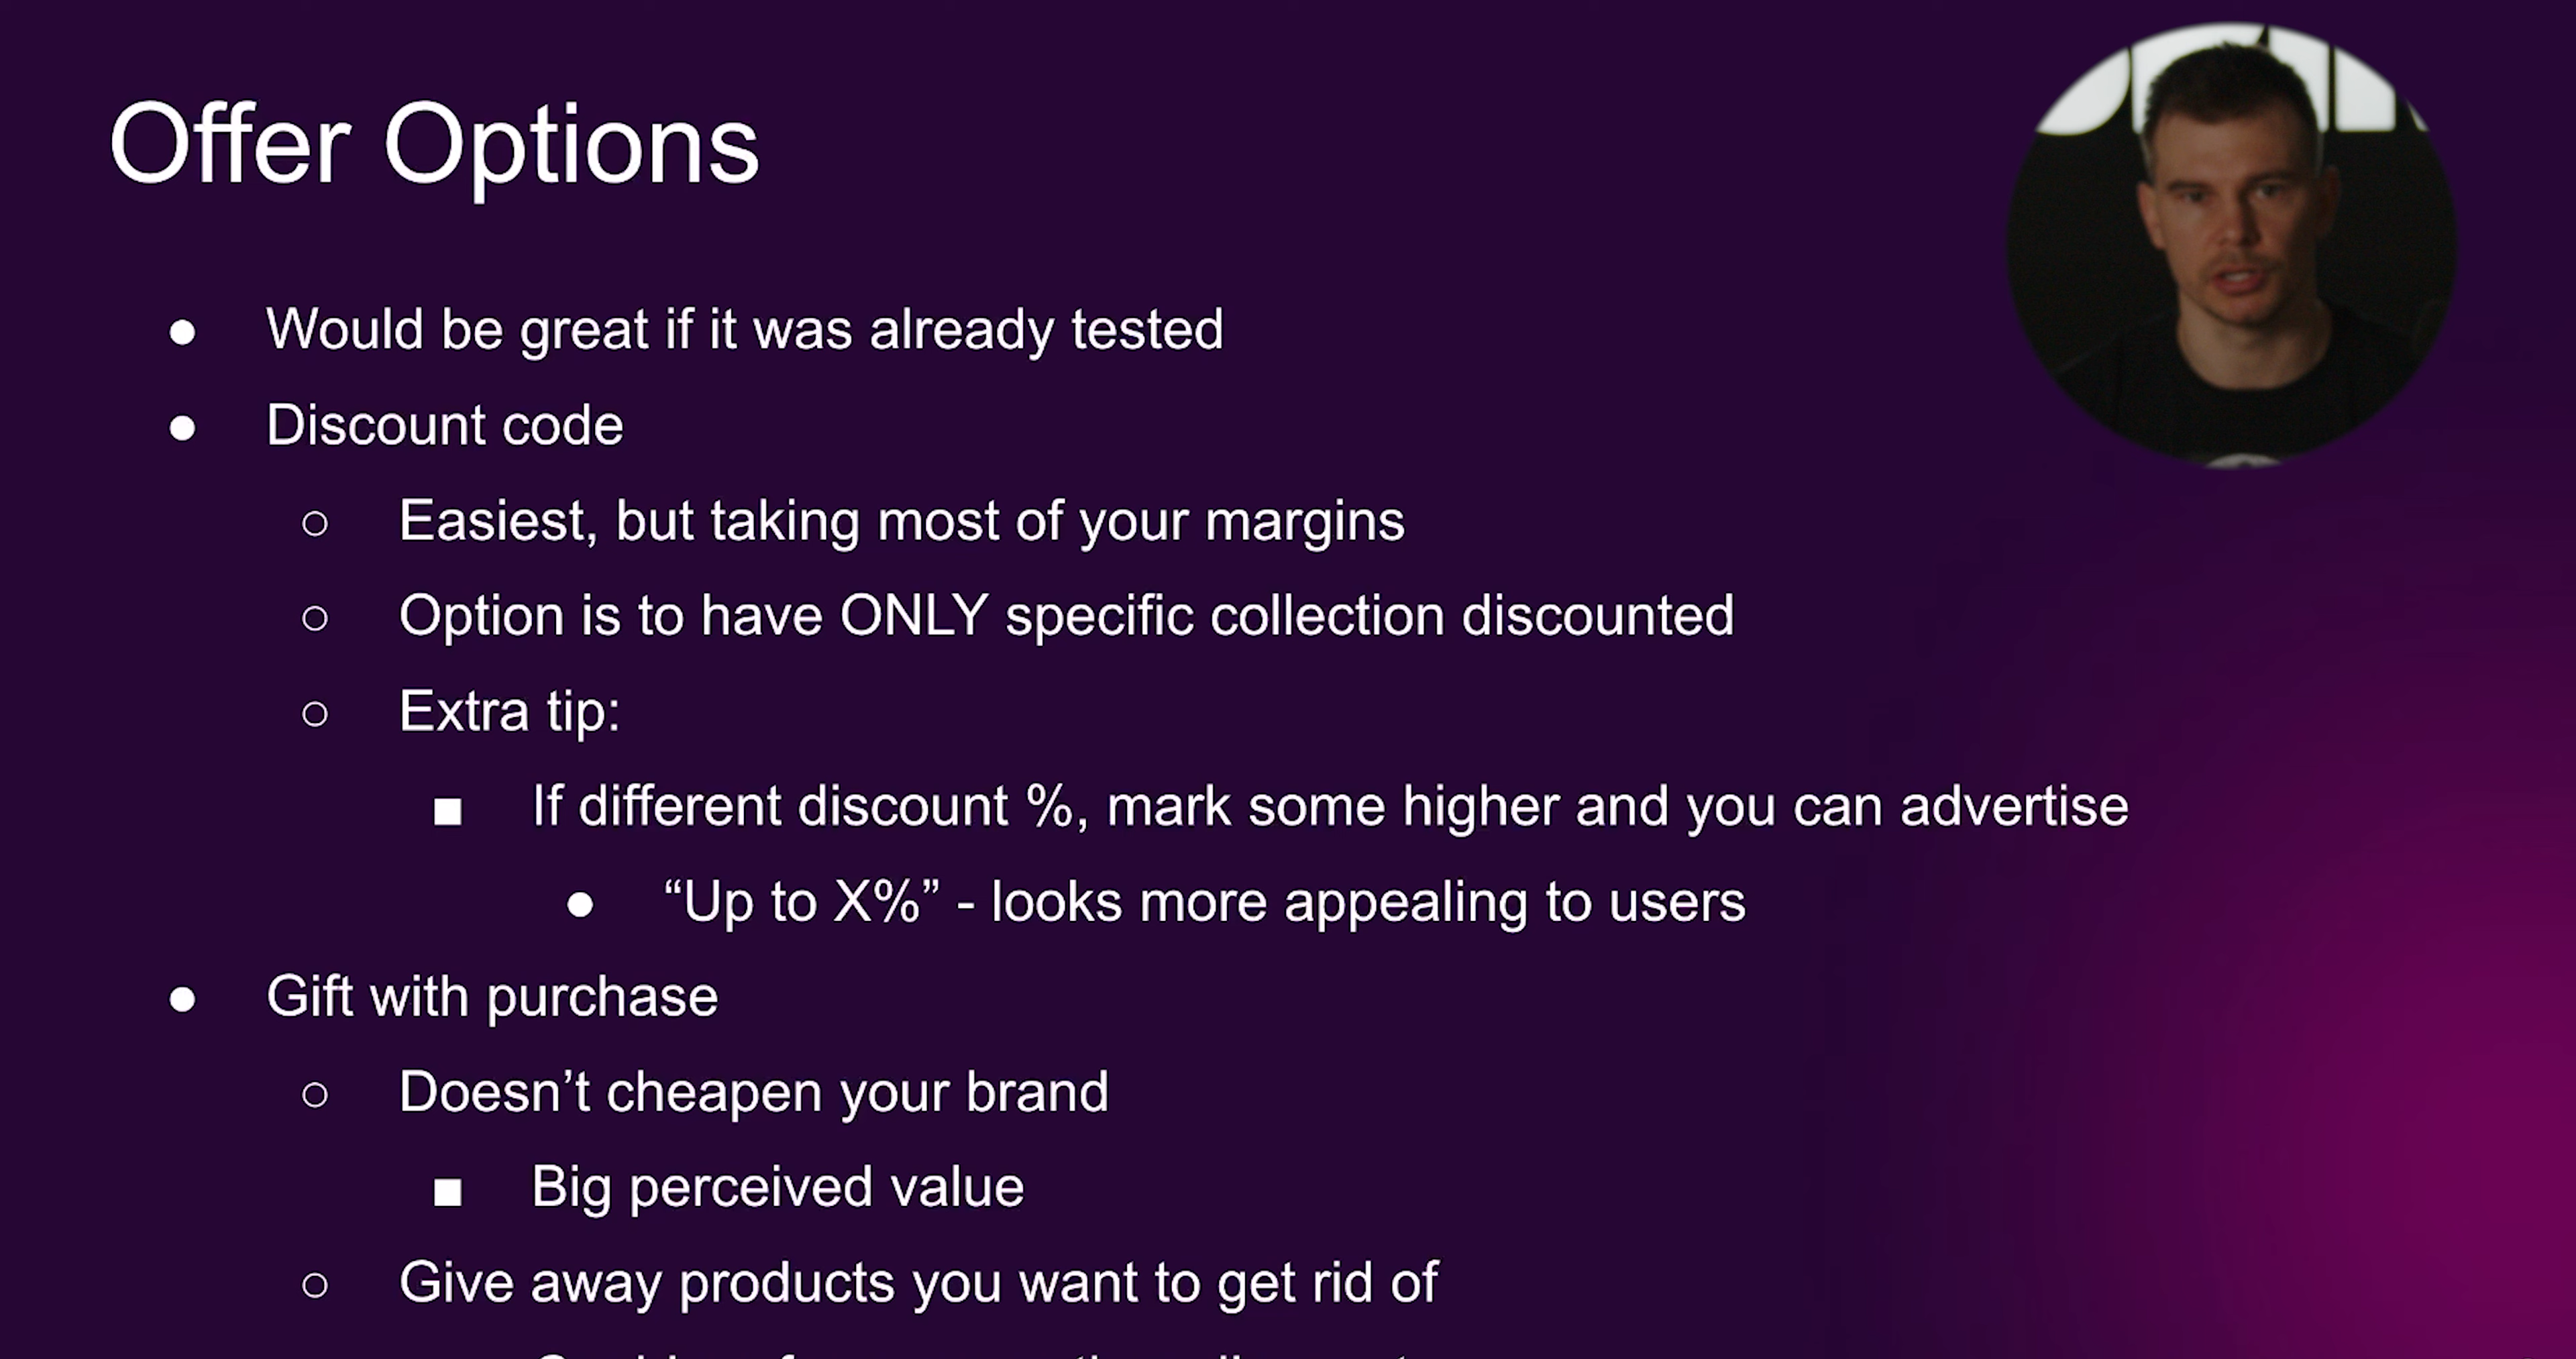 Offer Options
● Would be great if it was already tested
● Discount code
○ Easiest, but taking most of your margins
○ Option is to have ONLY specific collection discounted
○ Extra tip:
■ If different discount %, mark some higher and you can advertise
● “Up to X%” - looks more appealing to users
● Gift with purchase
○ Doesn’t cheapen your brand
■ Big perceived value
○ Give away products you want to get rid of